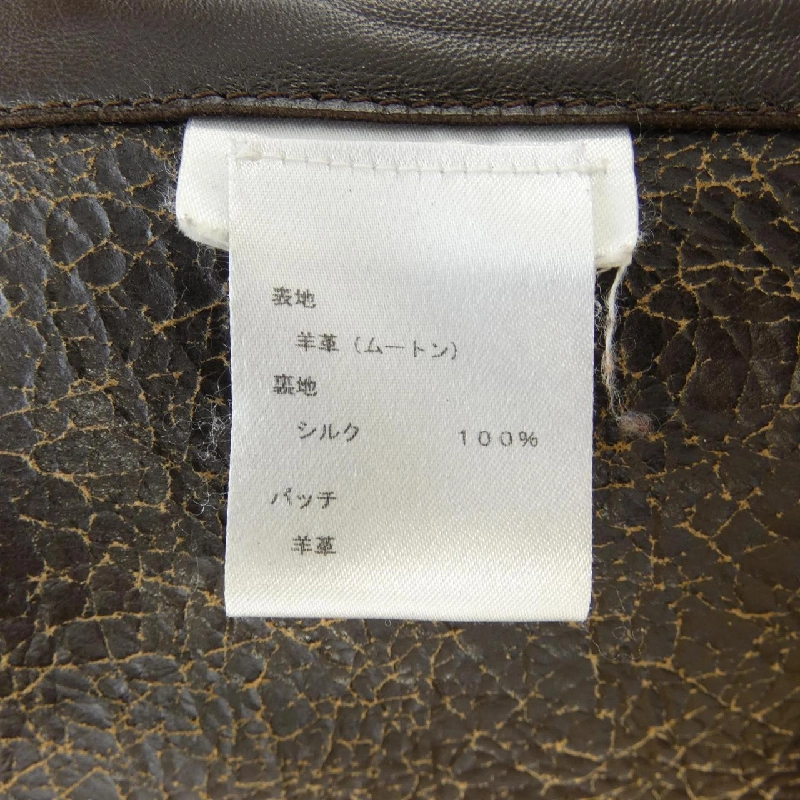 表地
羊革(ムートン)
裏地
シルク 100%
パッチ
羊革